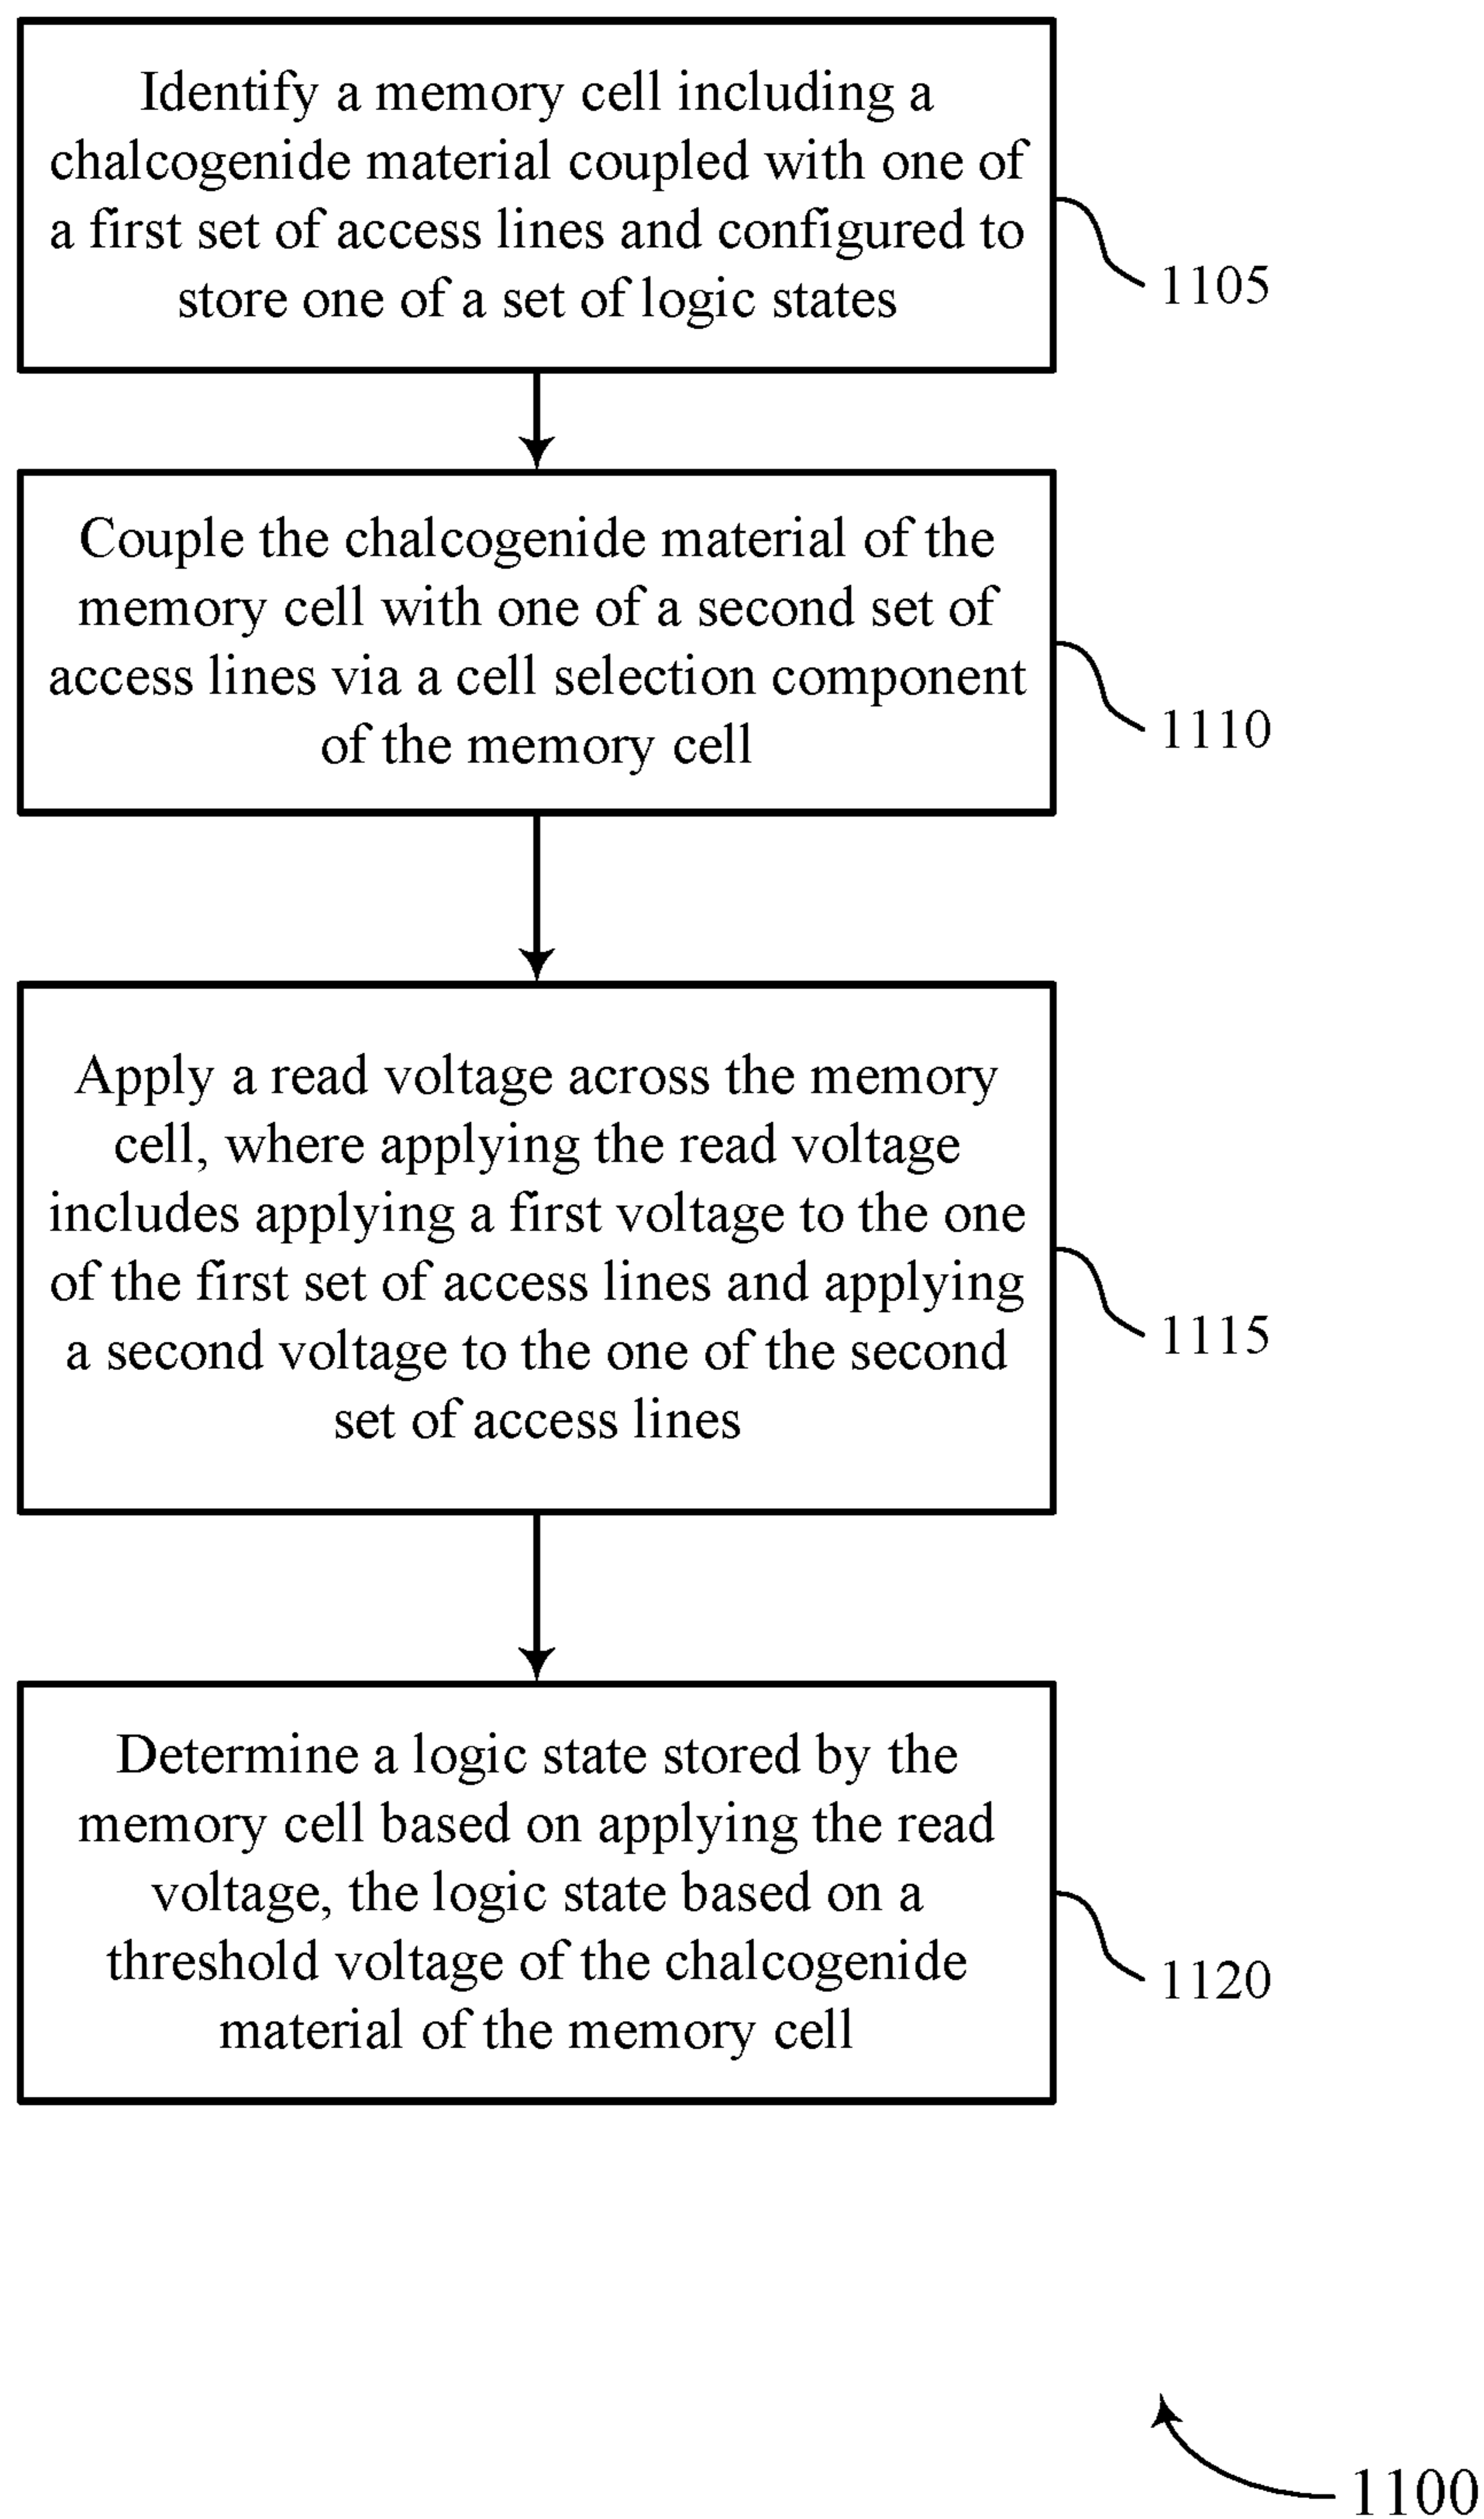 Identify a memory cell including a
chalcogenide material coupled with one of
a first set of access lines and configured to
store one of a set of logic states
1105
Couple the chalcogenide material of the
memory cell with one of a second set of
access lines via a cell selection component
of the memory cell
1110
Apply a read voltage across the memory
cell, where applying the read voltage
includes applying a first voltage to the one
of the first set of access lines and applying
a second voltage to the one of the second
set of access lines
1115
Determine a logic state stored by the
memory cell based on applying the read
voltage, the logic state based on a
threshold voltage of the chalcogenide
material of the memory cell
1120
1100